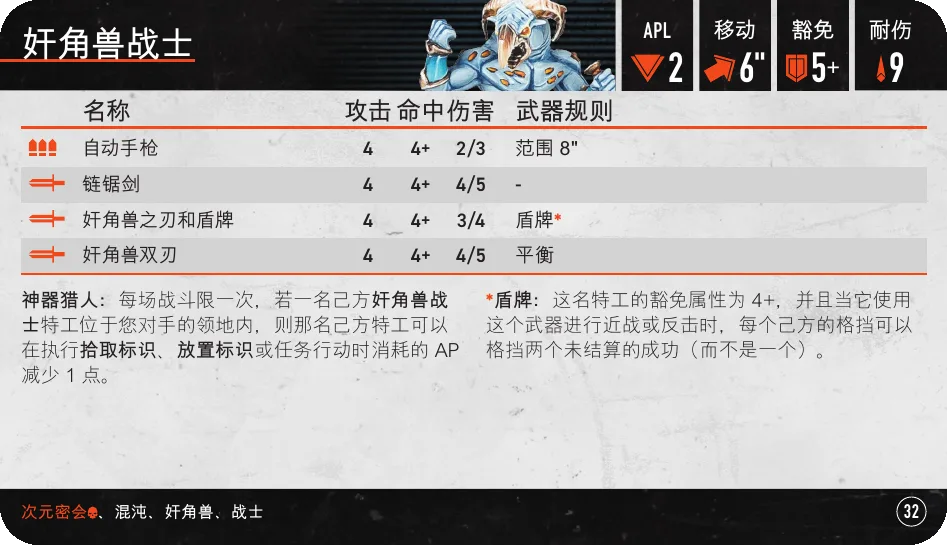 奸角兽战士
APL 移动 豁免 耐伤
2 6" 5+ 9
名称 攻击 命中 伤害 武器规则
自动手枪 4 4+ 2/3 范围 8"
链锯剑 4 4+ 4/5 -
奸角兽之刃和盾牌 4 4+ 3/4 盾牌*
奸角兽双刃 4 4+ 4/5 平衡
神器猎人：每场战斗限一次，若一名己方奸角兽战
士特工位于您对手的领地内，则那名己方特工可以
在执行拾取标识、放置标识或任务行动时消耗的 AP
减少 1 点。
*盾牌：这名特工的豁免属性为 4+，并且当它使用
这个武器进行近战或反击时，每个己方的格挡可以
格挡两个未结算的成功（而不是一个）。
次元密会、混沌、奸角兽、战士
32